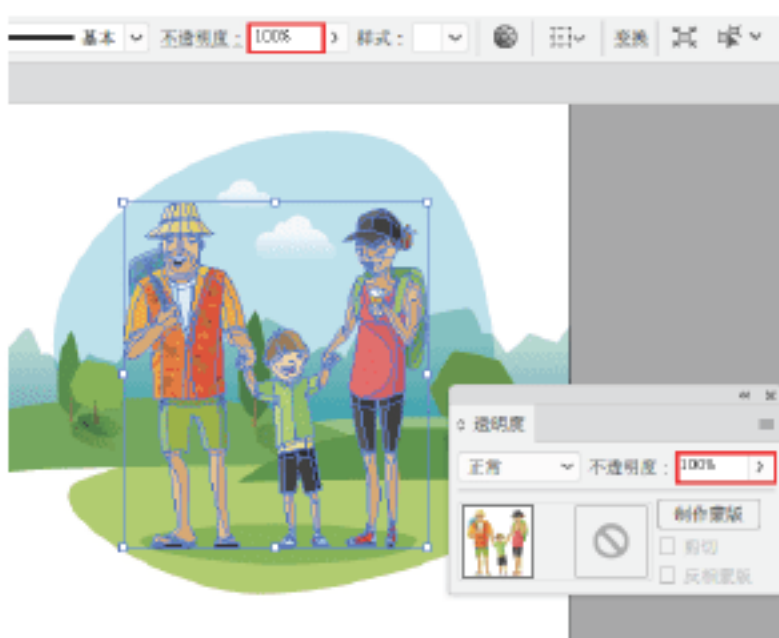 基本 不透明度： 100% 样式：
变换
透明度
正常 不透明度： 100%
制作蒙版
剪切
反相蒙版